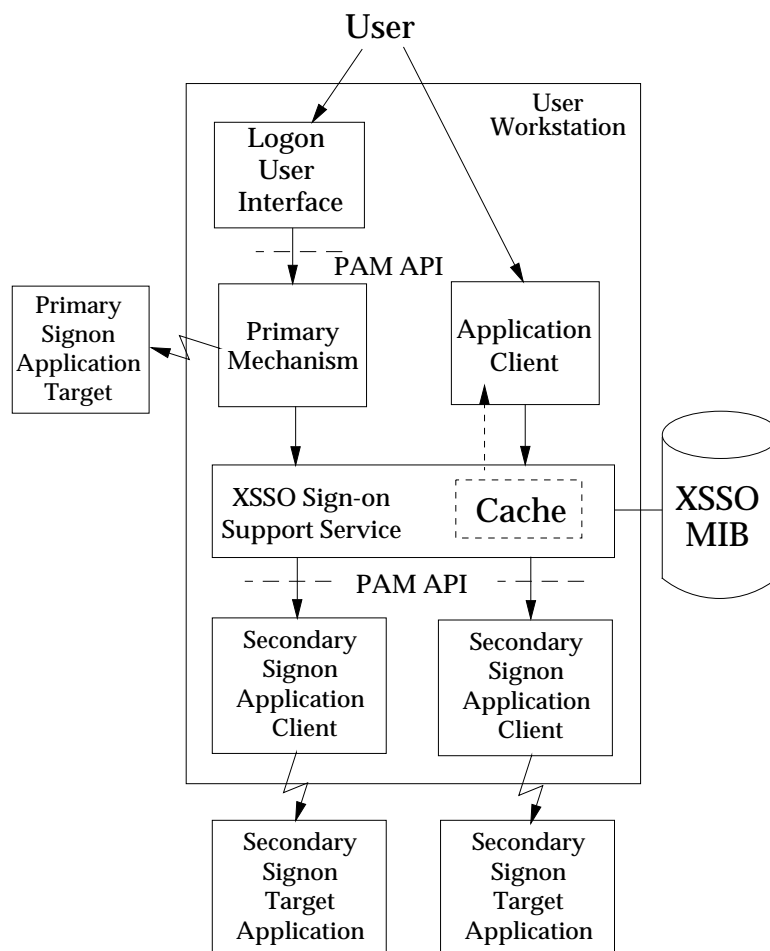 User
User
Workstation
Logon
User
Interface
PAM API
Primary
Signon
Application
Target
Primary
Mechanism
Application
Client
XSSO Sign-on
Support Service
Cache
XSSO
MIB
PAM API
Secondary
Signon
Application
Client
Secondary
Signon
Application
Client
Secondary
Signon
Target
Application
Secondary
Signon
Target
Application